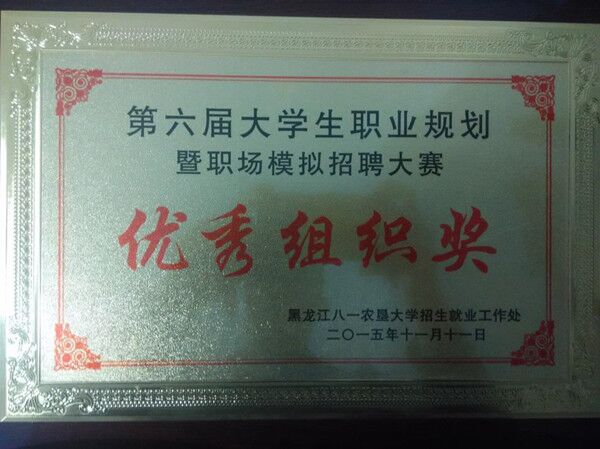 第六届大学生职业规划
暨职场模拟招聘大赛
优秀组织奖
黑龙江八一农垦大学招生就业工作处
二〇一五年十一月十一日